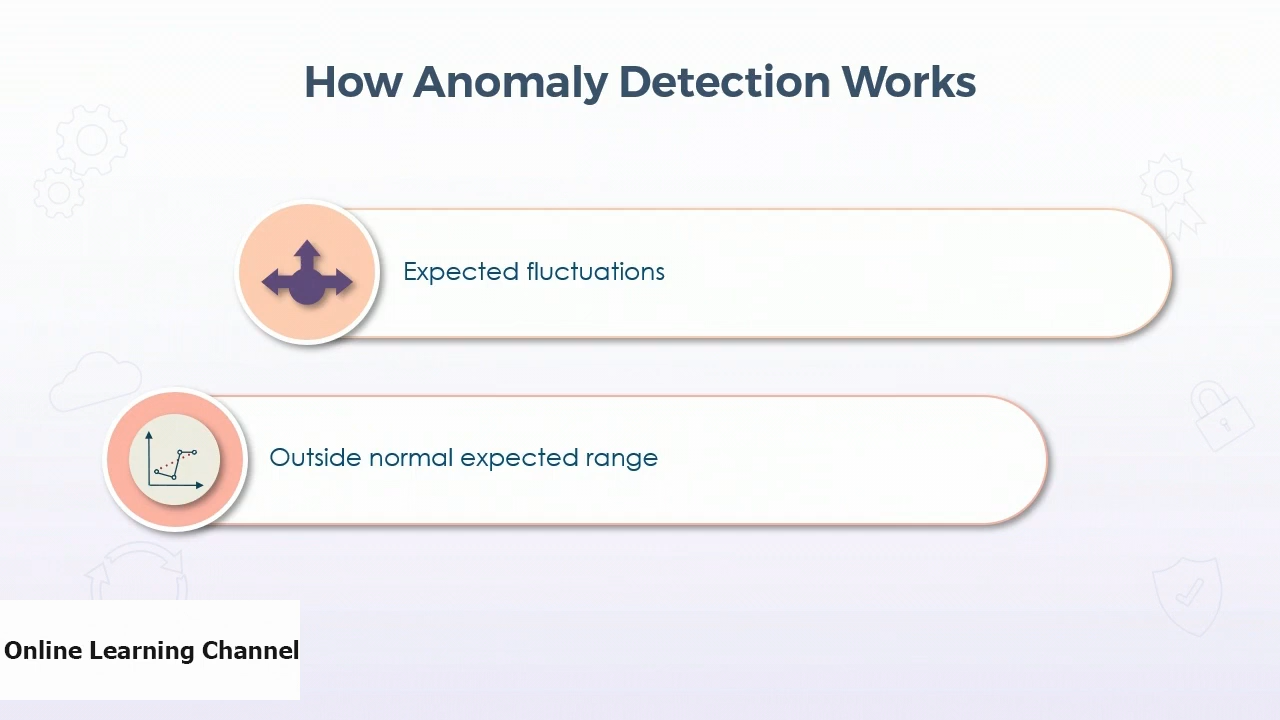 How Anomaly Detection Works
Expected fluctuations
Outside normal expected range
Online Learning Channel